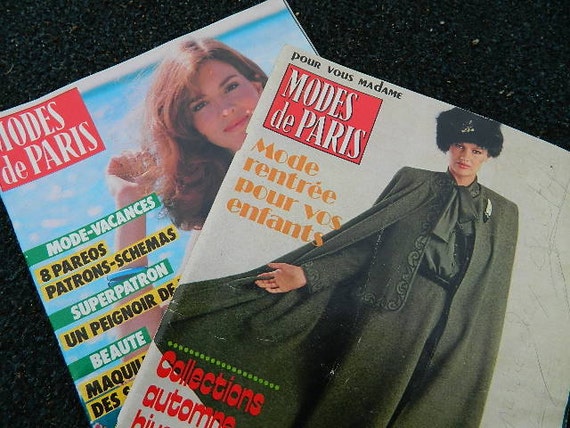 MODES
de PARIS
MODE-VACANCES
8 PAREOS
PATRONS-SCHEMAS
SUPERPATRON
UN PEIGNOIR DE
BEAUTE
DES
POUR VOUS MADAME
MODES
de PARIS
Mode
rentrée
pour vos
enfants
Collections
automne